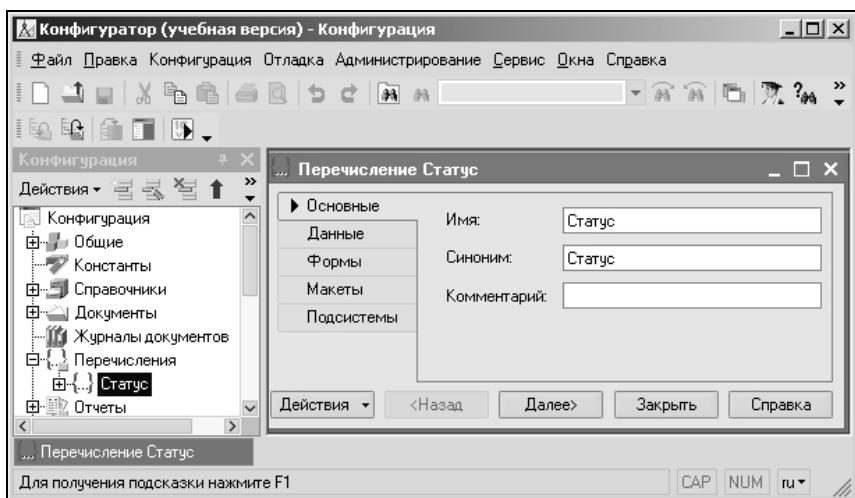 Конфигуратор (учебная версия) - Конфигурация
Файл Правка Конфигурация Отладка Администрирование Сервис Окна Справка
Конфигурация
Действия
Конфигурация
Общие
Константы
Справочники
Документы
Журналы документов
Перечисления
Статус
Отчеты
Перечисление Статус
Основные
Данные
Формы
Макеты
Подсистемы
Имя: Статус
Синоним: Статус
Комментарий:
Действия <Назад Далее> Закрыть Справка
Перечисление Статус
Для получения подсказки нажмите F1 CAP NUM ru